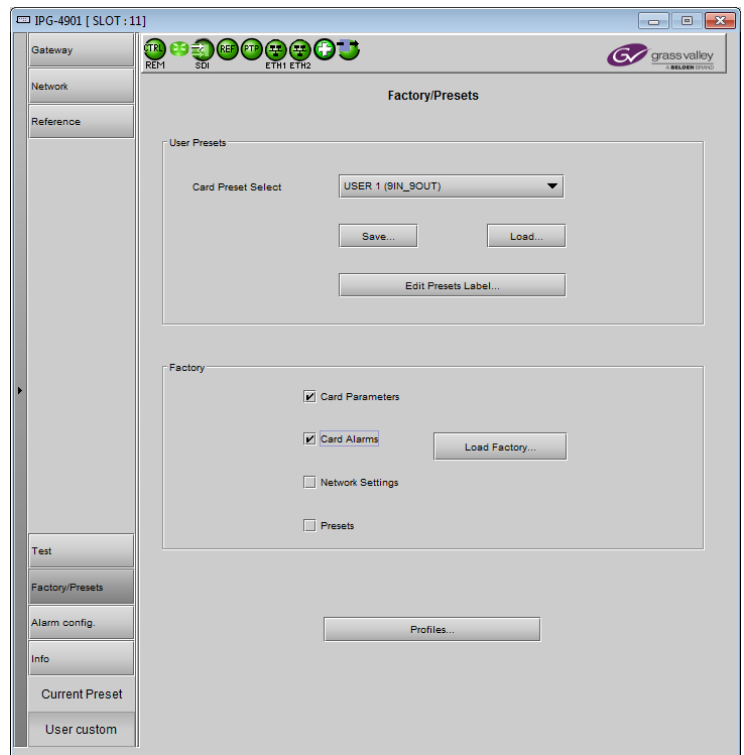 IPG-4901 [ SLOT : 11]
Gateway
Network
Reference
CTRL
REM
SDI
REF
PTP
ETH1 ETH2
GV grass valley
A BELDEN BRAND
Factory/Presets
User Presets
Card Preset Select
USER 1 (9IN_9OUT)
Save...
Load...
Edit Presets Label...
Factory
Card Parameters
Card Alarms
Load Factory...
Network Settings
Presets
Profiles...
Test
Factory/Presets
Alarm config.
Info
Current Preset
User custom